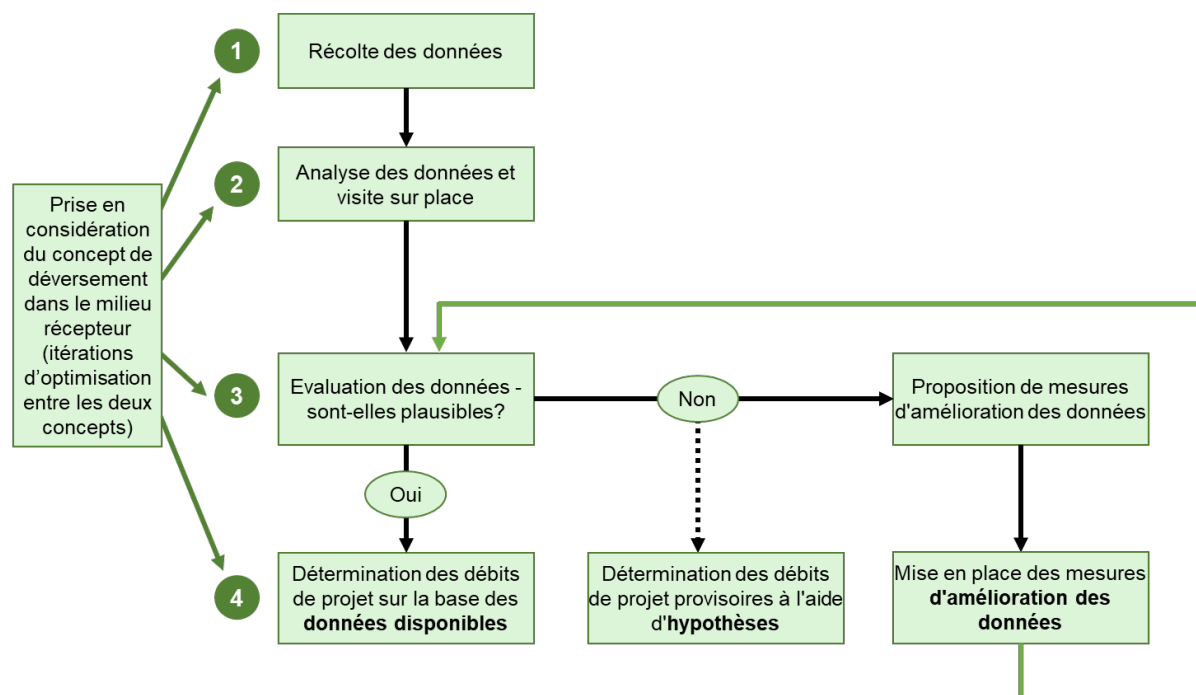 1
Récolte des données
2
Analyse des données et
visite sur place
Prise en
considération
du concept de
déversement
dans le milieu
récepteur
(itérations
d'optimisation
entre les deux
concepts)
3
Evaluation des données -
sont-elles plausibles?
Non
Proposition de mesures
d'amélioration des données
Oui
4
Détermination des débits
de projet sur la base des
données disponibles
Détermination des débits
de projet provisoires à l'aide
d'hypothèses
Mise en place des mesures
d'amélioration des
données